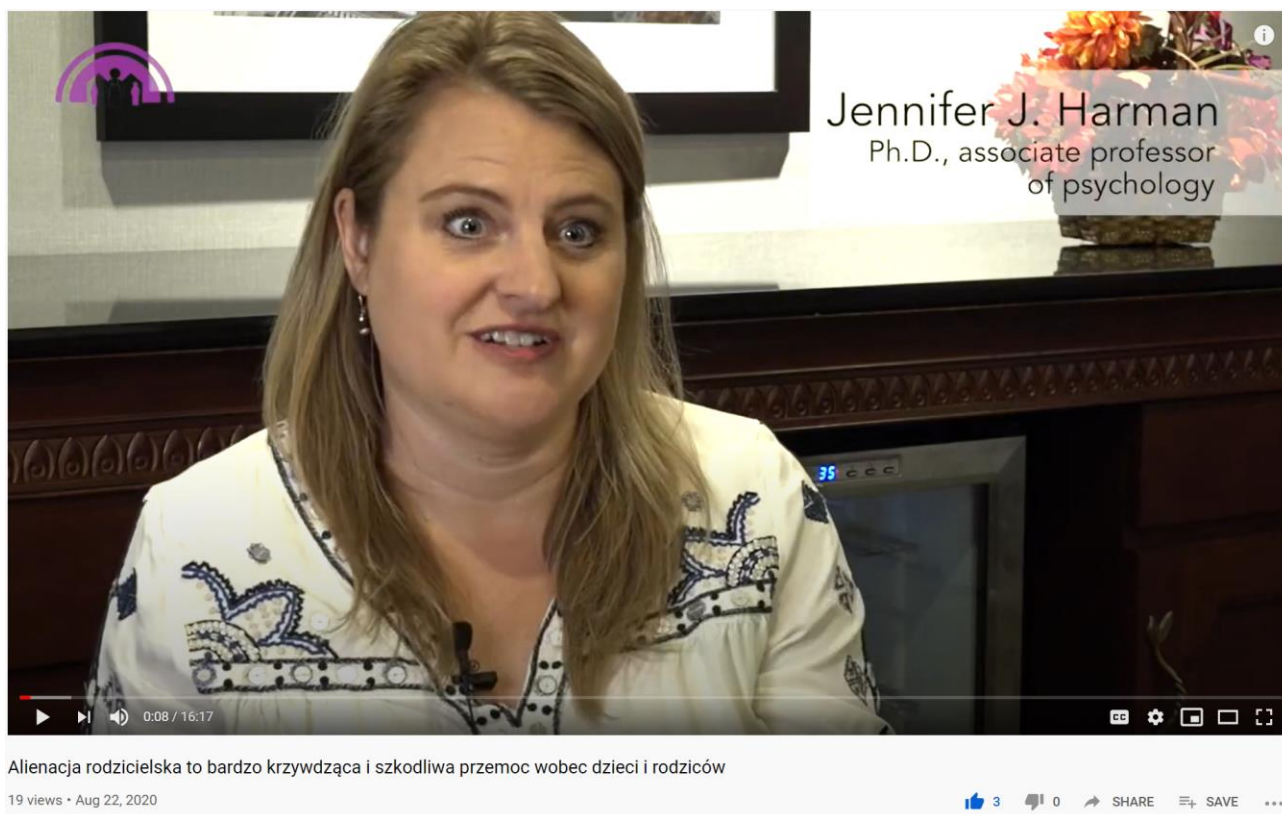 Jennifer J. Harman
Ph.D., associate professor
of psychology
35
0:08 / 16:17
CC
Alienacja rodzicielska to bardzo krzywdząca i szkodliwa przemoc wobec dzieci i rodziców
19 views • Aug 22, 2020
3 0 SHARE SAVE